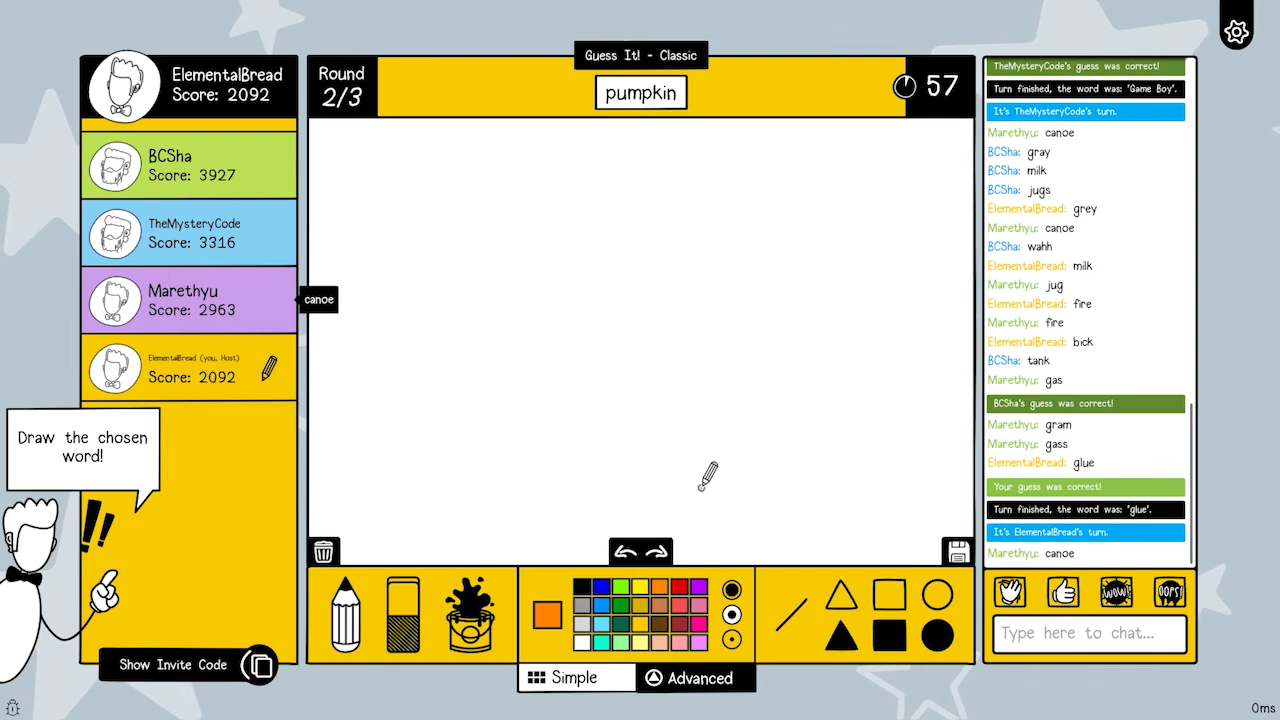 Guess It! - Classic
ElementalBread
Score: 2092
Round
2/3
pumpkin
57
BCSha
Score: 3927
TheMysteryCode
Score: 3316
Marethyu
Score: 2963
canoe
ElementalBread (you, Host)
Score: 2092
Draw the chosen
word!
!!
Show Invite Code
Simple
Advanced
TheMysteryCode's guess was correct!
Turn finished, the word was: 'Game Boy'.
It's TheMysteryCode's turn.
Marethyu: canoe
BCSha: gray
BCSha: milk
BCSha: jugs
ElementalBread: grey
Marethyu: canoe
BCSha: wahh
ElementalBread: milk
Marethyu: jug
ElementalBread: fire
Marethyu: fire
ElementalBread: bick
BCSha: tank
Marethyu: gas
BCSha's guess was correct!
Marethyu: gram
Marethyu: gass
ElementalBread: glue
Your guess was correct!
Turn finished, the word was: 'glue'.
It's ElementalBread's turn.
Marethyu: canoe
WOW!
OOPS!
Type here to chat...
0ms